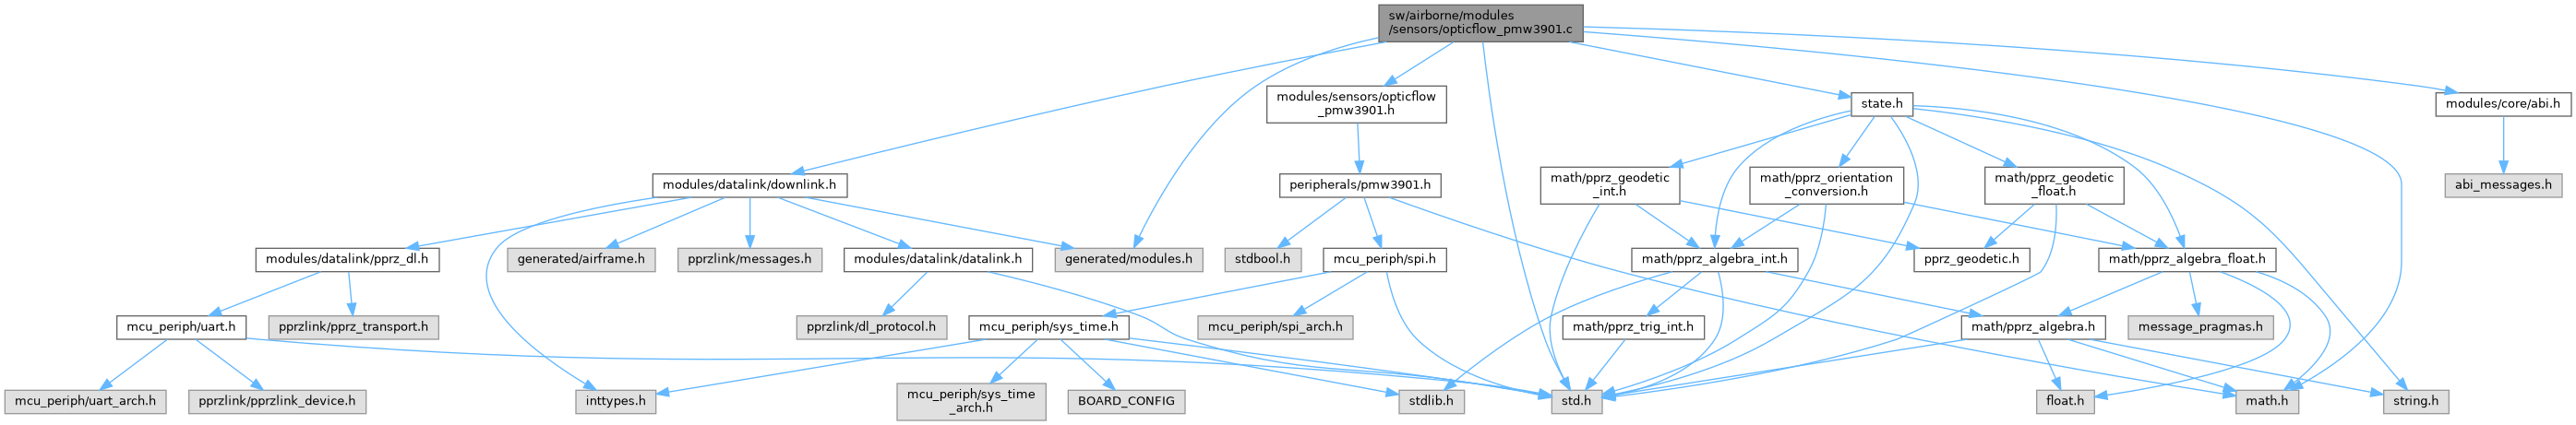 sw/airborne/modules
/sensors/opticflow_pmw3901.c
modules/sensors/opticflow
_pmw3901.h
state.h
modules/core/abi.h
modules/datalink/downlink.h
peripherals/pmw3901.h
math/pprz_geodetic
_int.h
math/pprz_orientation
_conversion.h
math/pprz_geodetic
_float.h
abi_messages.h
modules/datalink/pprz_dl.h
generated/airframe.h
pprzlink/messages.h
modules/datalink/datalink.h
generated/modules.h
stdbool.h
mcu_periph/spi.h
math/pprz_algebra_int.h
pprz_geodetic.h
math/pprz_algebra_float.h
mcu_periph/uart.h
pprzlink/pprz_transport.h
pprzlink/dl_protocol.h
mcu_periph/sys_time.h
mcu_periph/spi_arch.h
math/pprz_trig_int.h
math/pprz_algebra.h
message_pragmas.h
mcu_periph/uart_arch.h
pprzlink/pprzlink_device.h
inttypes.h
mcu_periph/sys_time
_arch.h
BOARD_CONFIG
stdlib.h
std.h
float.h
math.h
string.h